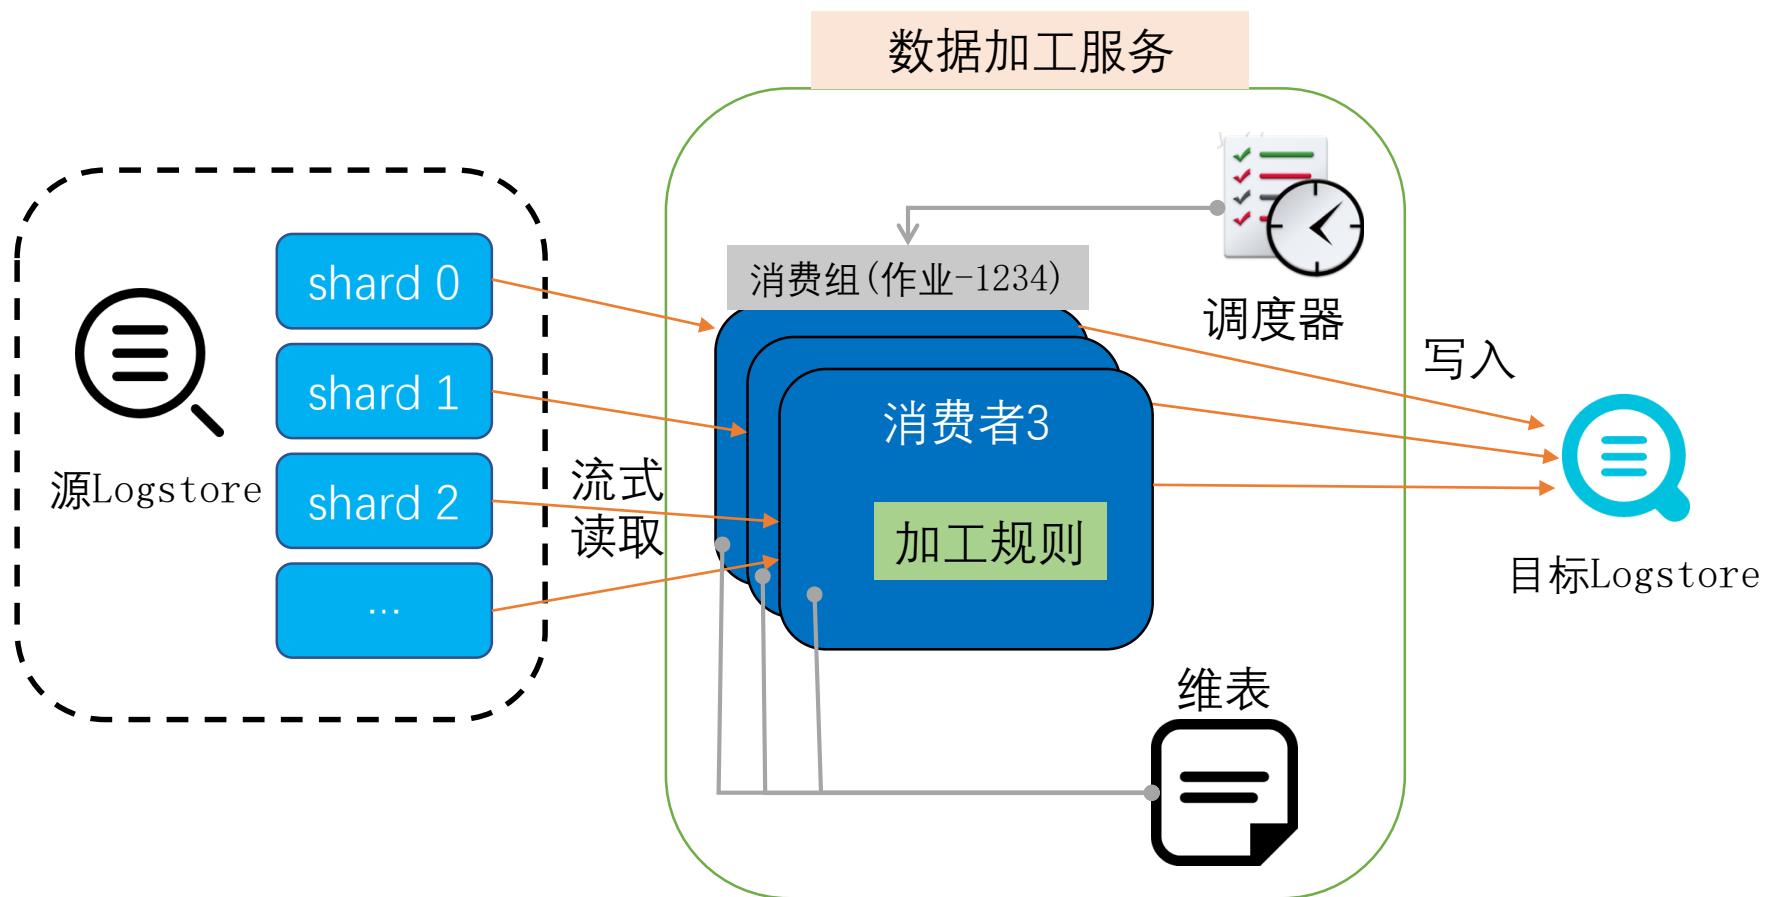 数据加工服务
shard 0
shard 1
shard 2
...
源Logstore
流式
读取
消费组(作业-1234)
消费者3
加工规则
调度器
写入
目标Logstore
维表